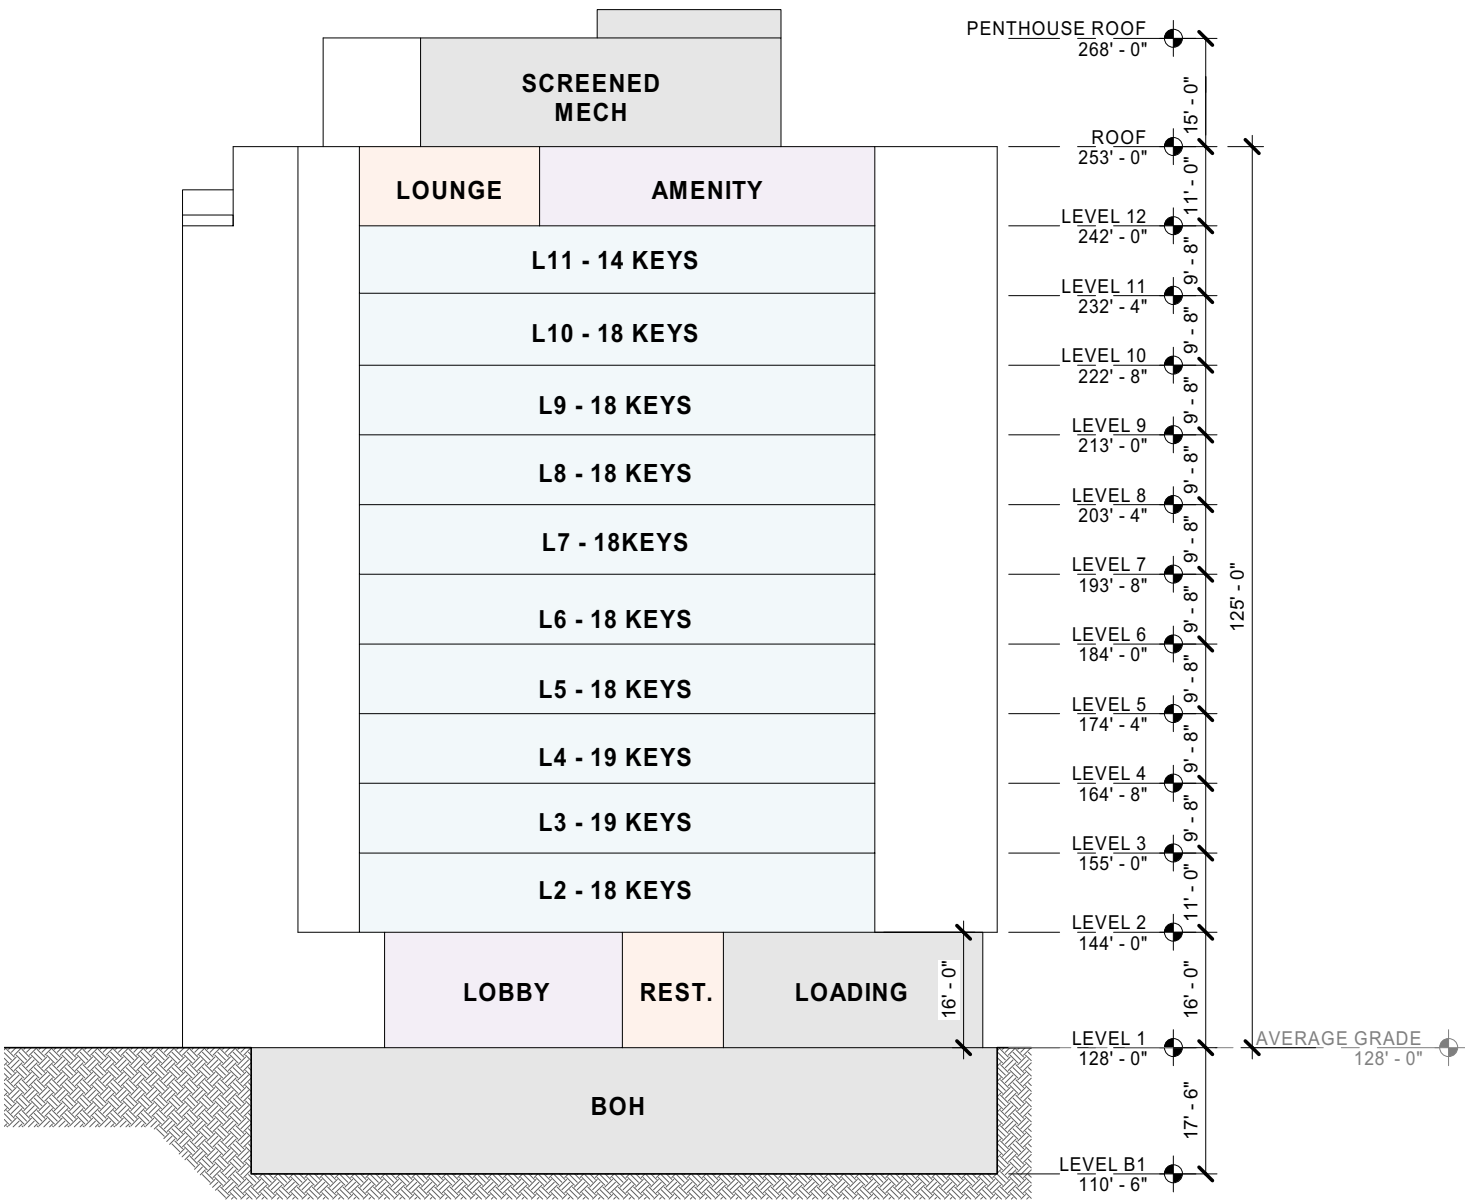 PENTHOUSE ROOF
268' - 0"
SCREENED
MECH
15' - 0"
ROOF
253' - 0"
LOUNGE
AMENITY
11' - 0"
LEVEL 12
242' - 0"
L11 - 14 KEYS
9' - 8"
LEVEL 11
232' - 4"
L10 - 18 KEYS
9' - 8"
LEVEL 10
222' - 8"
L9 - 18 KEYS
9' - 8"
LEVEL 9
213' - 0"
L8 - 18 KEYS
9' - 8"
LEVEL 8
203' - 4"
L7 - 18KEYS
9' - 8"
LEVEL 7
193' - 8"
125' - 0"
L6 - 18 KEYS
9' - 8"
LEVEL 6
184' - 0"
L5 - 18 KEYS
9' - 8"
LEVEL 5
174' - 4"
L4 - 19 KEYS
9' - 8"
LEVEL 4
164' - 8"
L3 - 19 KEYS
9' - 8"
LEVEL 3
155' - 0"
L2 - 18 KEYS
11' - 0"
LEVEL 2
144' - 0"
LOBBY
REST.
LOADING
16' - 0"
16' - 0"
LEVEL 1
128' - 0"
AVERAGE GRADE
128' - 0"
BOH
17' - 6"
LEVEL B1
110' - 6"